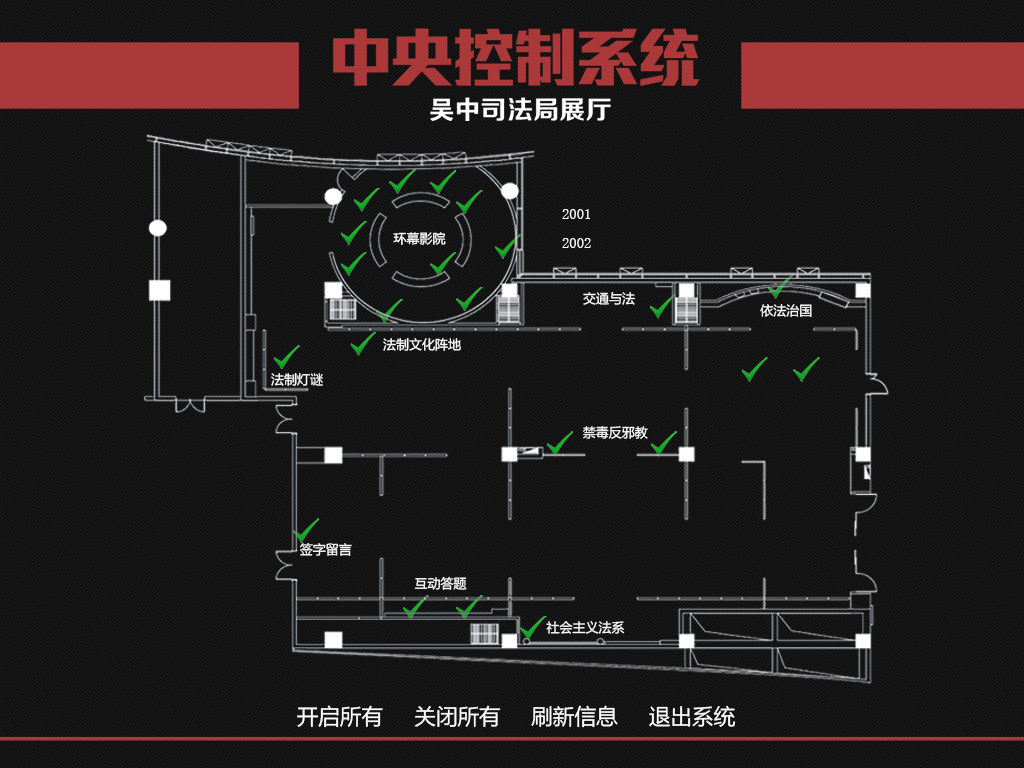 中央控制系统
吴中司法局展厅
2001
环幕影院
2002
交通与法
依法治国
法制文化阵地
法制灯谜
禁毒反邪教
签字留言
互动答题
社会主义法系
开启所有 关闭所有 刷新信息 退出系统